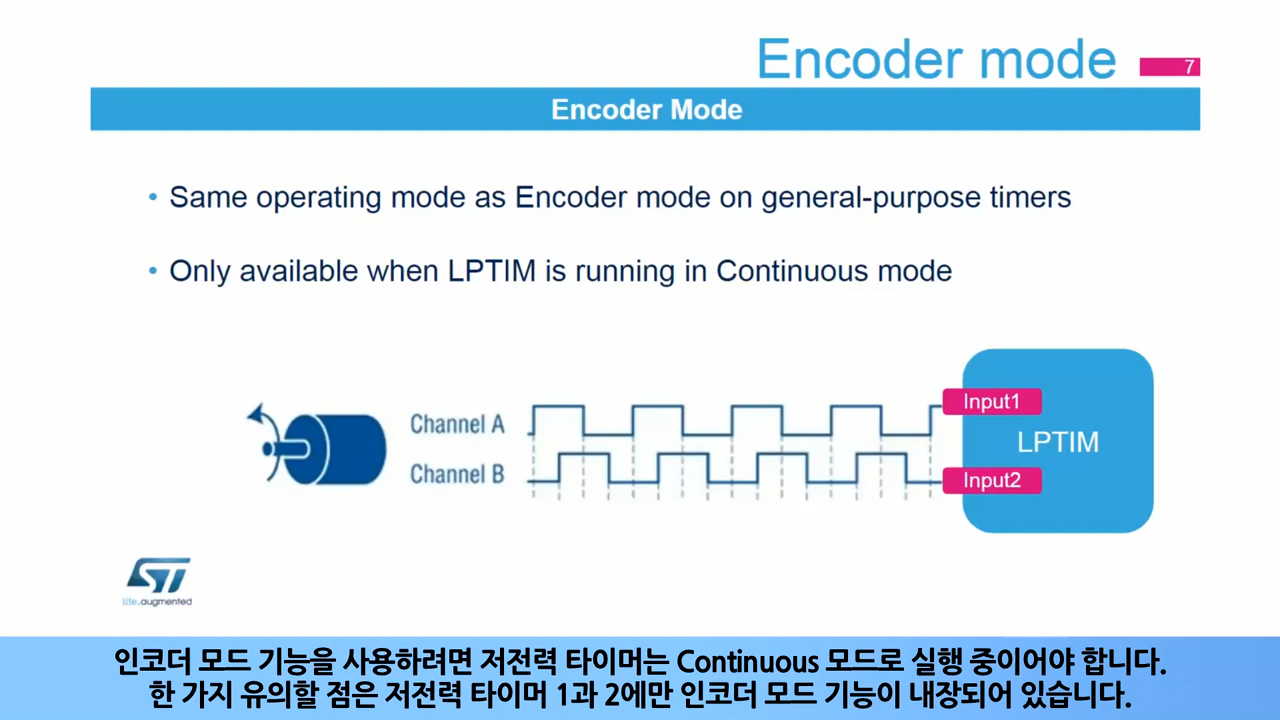 Encoder mode
7
Encoder Mode
• Same operating mode as Encoder mode on general-purpose timers
• Only available when LPTIM is running in Continuous mode
Channel A
Channel B
Input1
LPTIM
Input2
ST
life.augmented
인코더 모드 기능을 사용하려면 저전력 타이머는 Continuous 모드로 실행 중이어야 합니다.
한 가지 유의할 점은 저전력 타이머 1과 2에만 인코더 모드 기능이 내장되어 있습니다.